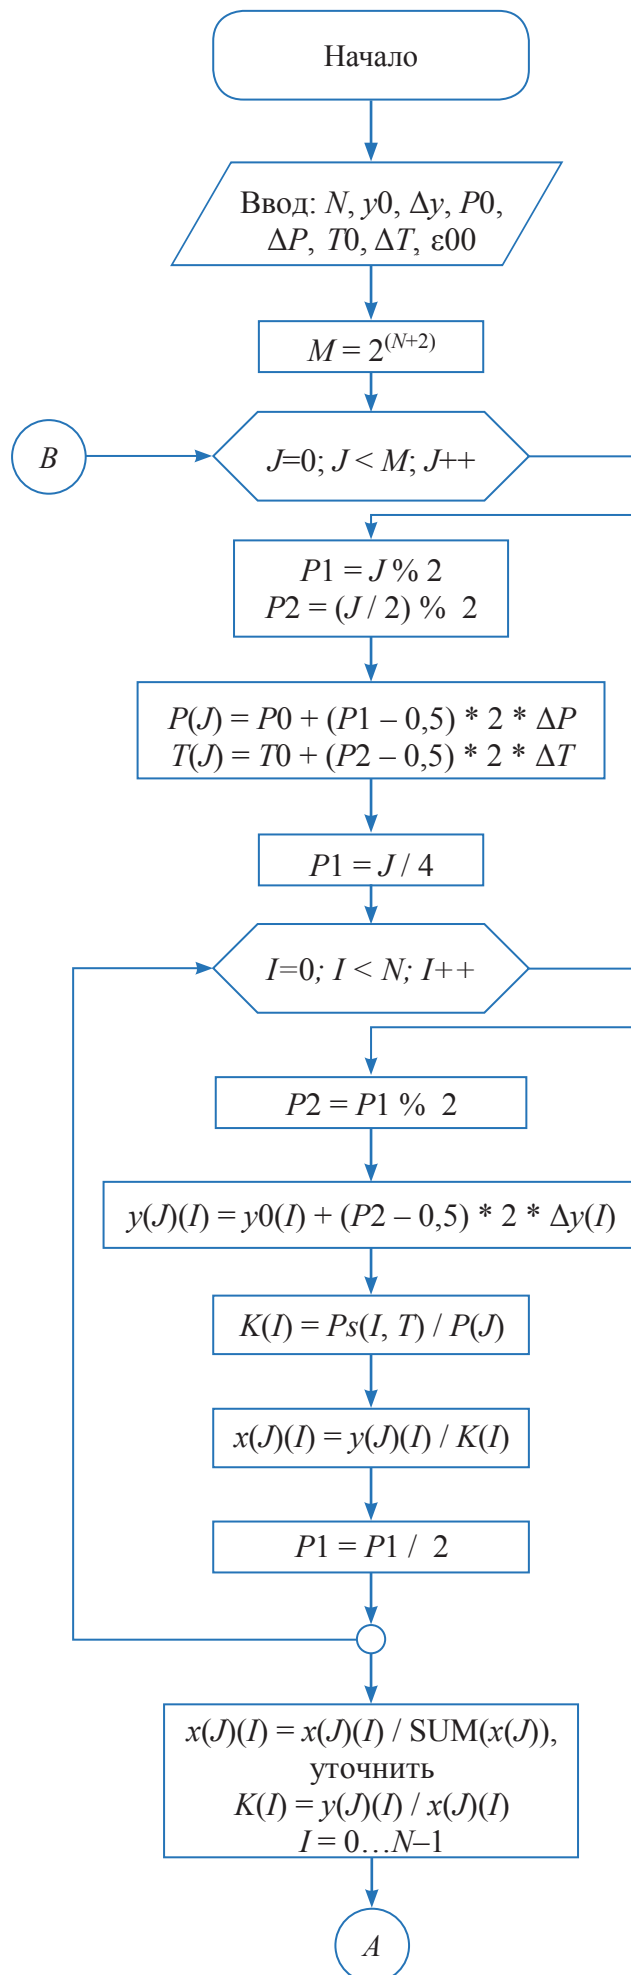 Начало
Ввод: N, y0, Δy, P0,
ΔP, T0, ΔT, ε00
M = 2^(N+2)
B
J=0; J < M; J++
P1 = J % 2
P2 = (J / 2) % 2
P(J) = P0 + (P1 – 0,5) * 2 * ΔP
T(J) = T0 + (P2 – 0,5) * 2 * ΔT
P1 = J / 4
I=0; I < N; I++
P2 = P1 % 2
y(J)(I) = y0(I) + (P2 – 0,5) * 2 * Δy(I)
K(I) = Ps(I, T) / P(J)
x(J)(I) = y(J)(I) / K(I)
P1 = P1 / 2
x(J)(I) = x(J)(I) / SUM(x(J)),
уточнить
K(I) = y(J)(I) / x(J)(I)
I = 0…N–1
A